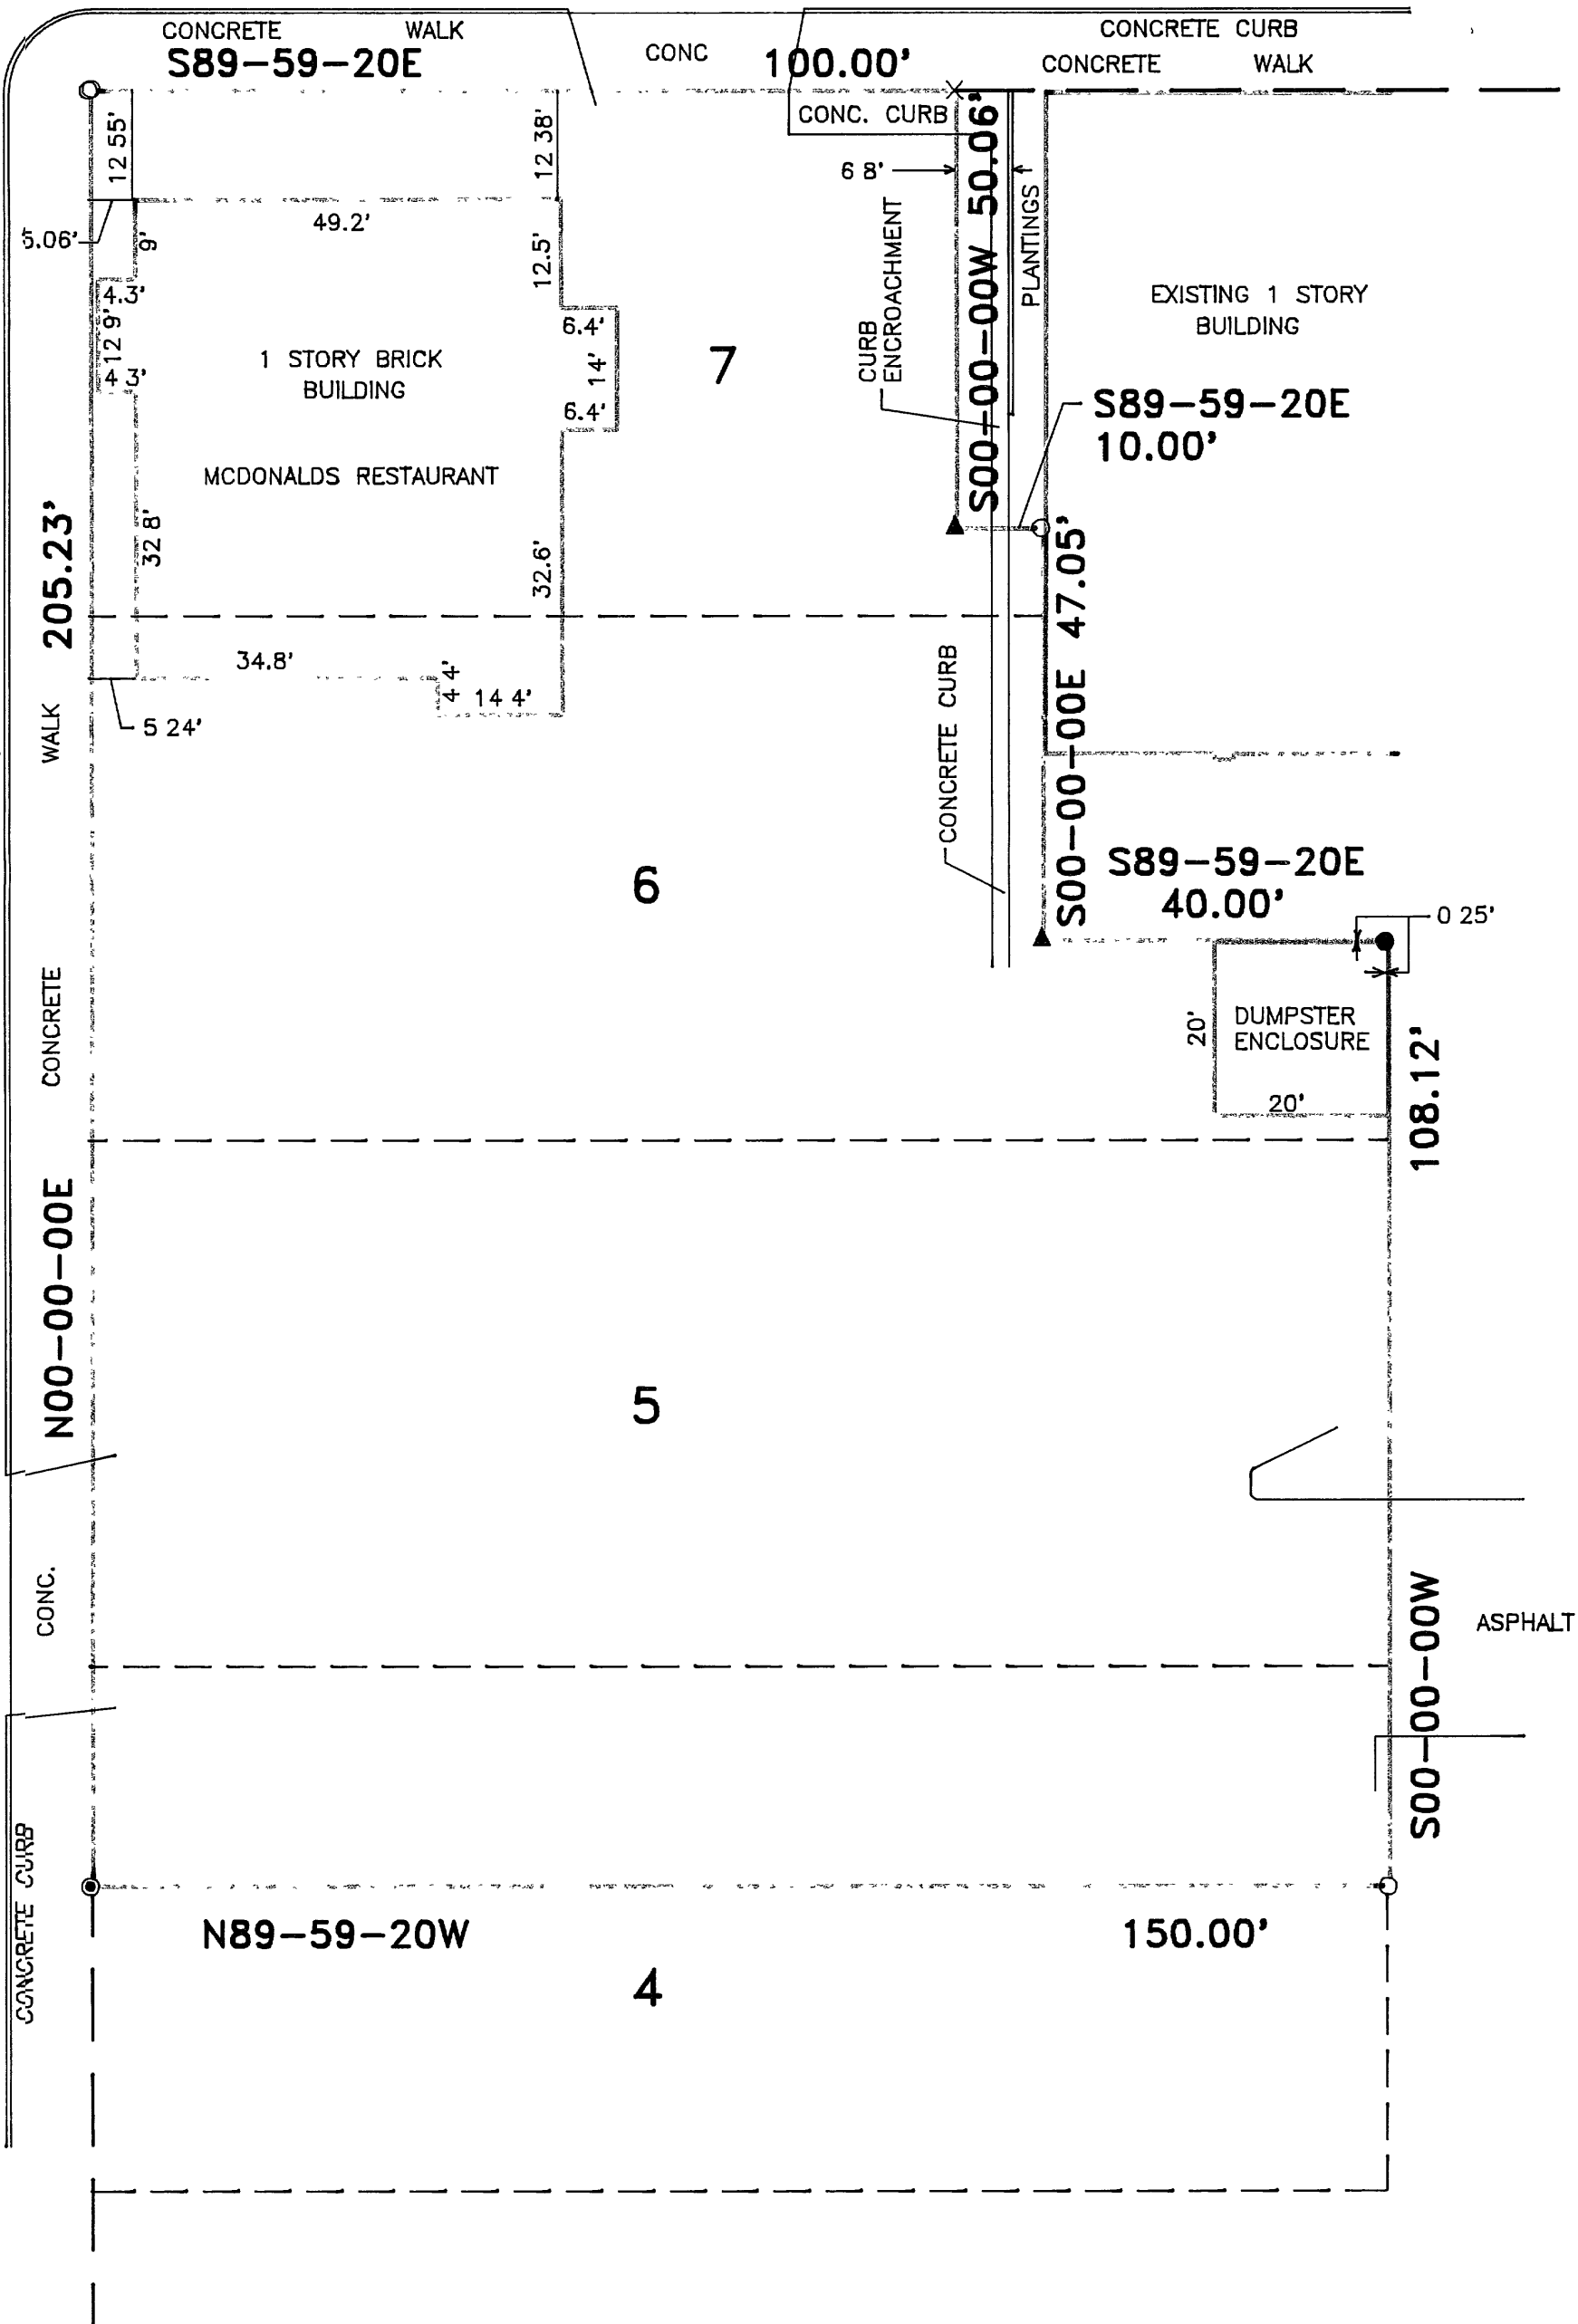 CONCRETE WALK
CONCRETE CURB
S89-59-20E
CONC
100.00'
CONCRETE WALK
CONC. CURB
12 55'
12 38'
6 8'
S00-00-00W 50.06'
PLANTINGS
CURB
ENCROACHMENT
5.06'
9'
49.2'
12.5'
4.3'
12 9'
4 3'
6.4'
14'
6.4'
1 STORY BRICK
BUILDING
7
EXISTING 1 STORY
BUILDING
S89-59-20E
10.00'
MCDONALDS RESTAURANT
205.23'
32 8'
32.6'
S00-00-00E 47.05'
34.8'
4 4'
14 4'
5 24'
WALK
CONCRETE CURB
6
S89-59-20E
40.00'
0 25'
CONCRETE
20'
DUMPSTER
ENCLOSURE
20'
108.12'
N00-00-00E
5
CONC.
S00-00-00W
ASPHALT
CONCRETE CURB
N89-59-20W
150.00'
4